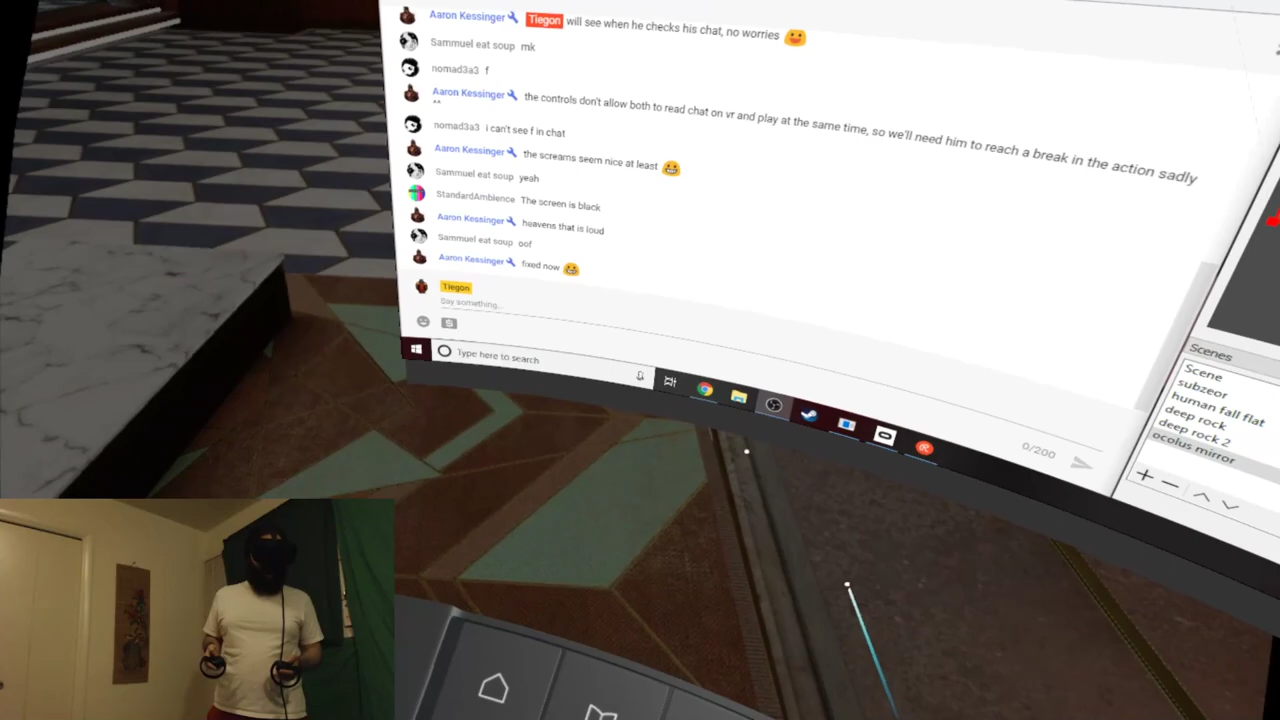 Aaron Kessinger Tiegon will see when he checks his chat, no worries
Sammuel eat soup mk
nomad3a3 f
Aaron Kessinger the controls don't allow both to read chat on vr and play at the same time, so we'll need him to reach a break in the action sadly
^^
nomad3a3 i can't see f in chat
Aaron Kessinger the screams seem nice at least
Sammuel eat soup yeah
StandardAmbience The screen is black
Aaron Kessinger heavens that is loud
Sammuel eat soup oof
Aaron Kessinger fixed now
Tiegon
Say something...
0/200
Type here to search
Scenes
Scene
subzeor
human fall flat
deep rock
deep rock 2
ocolus mirror